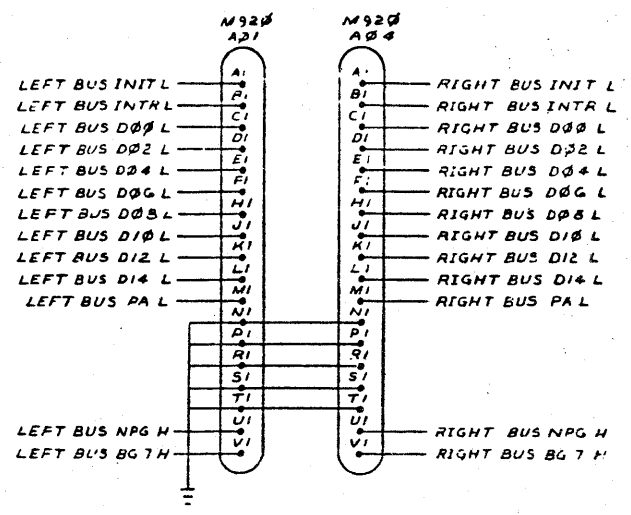 M92Ø M92Ø
AØ1 AØ4
A1 A1
LEFT BUS INIT L RIGHT BUS INIT L
B1 B1
LEFT BUS INTR L RIGHT BUS INTR L
C1 C1
LEFT BUS DØØ L RIGHT BUS DØØ L
D1 D1
LEFT BUS DØ2 L RIGHT BUS DØ2 L
E1 E1
LEFT BUS DØ4 L RIGHT BUS DØ4 L
F1 F1
LEFT BUS DØ6 L RIGHT BUS DØ6 L
H1 H1
LEFT BUS DØ8 L RIGHT BUS DØ8 L
J1 J1
LEFT BUS D1Ø L RIGHT BUS D1Ø L
K1 K1
LEFT BUS D12 L RIGHT BUS D12 L
L1 L1
LEFT BUS D14 L RIGHT BUS D14 L
M1 M1
LEFT BUS PA L RIGHT BUS PA L
N1 N1
P1 P1
R1 R1
S1 S1
T1 T1
U1 U1
LEFT BUS NPG H RIGHT BUS NPG H
V1 V1
LEFT BUS BG 7 H RIGHT BUS BG 7 H